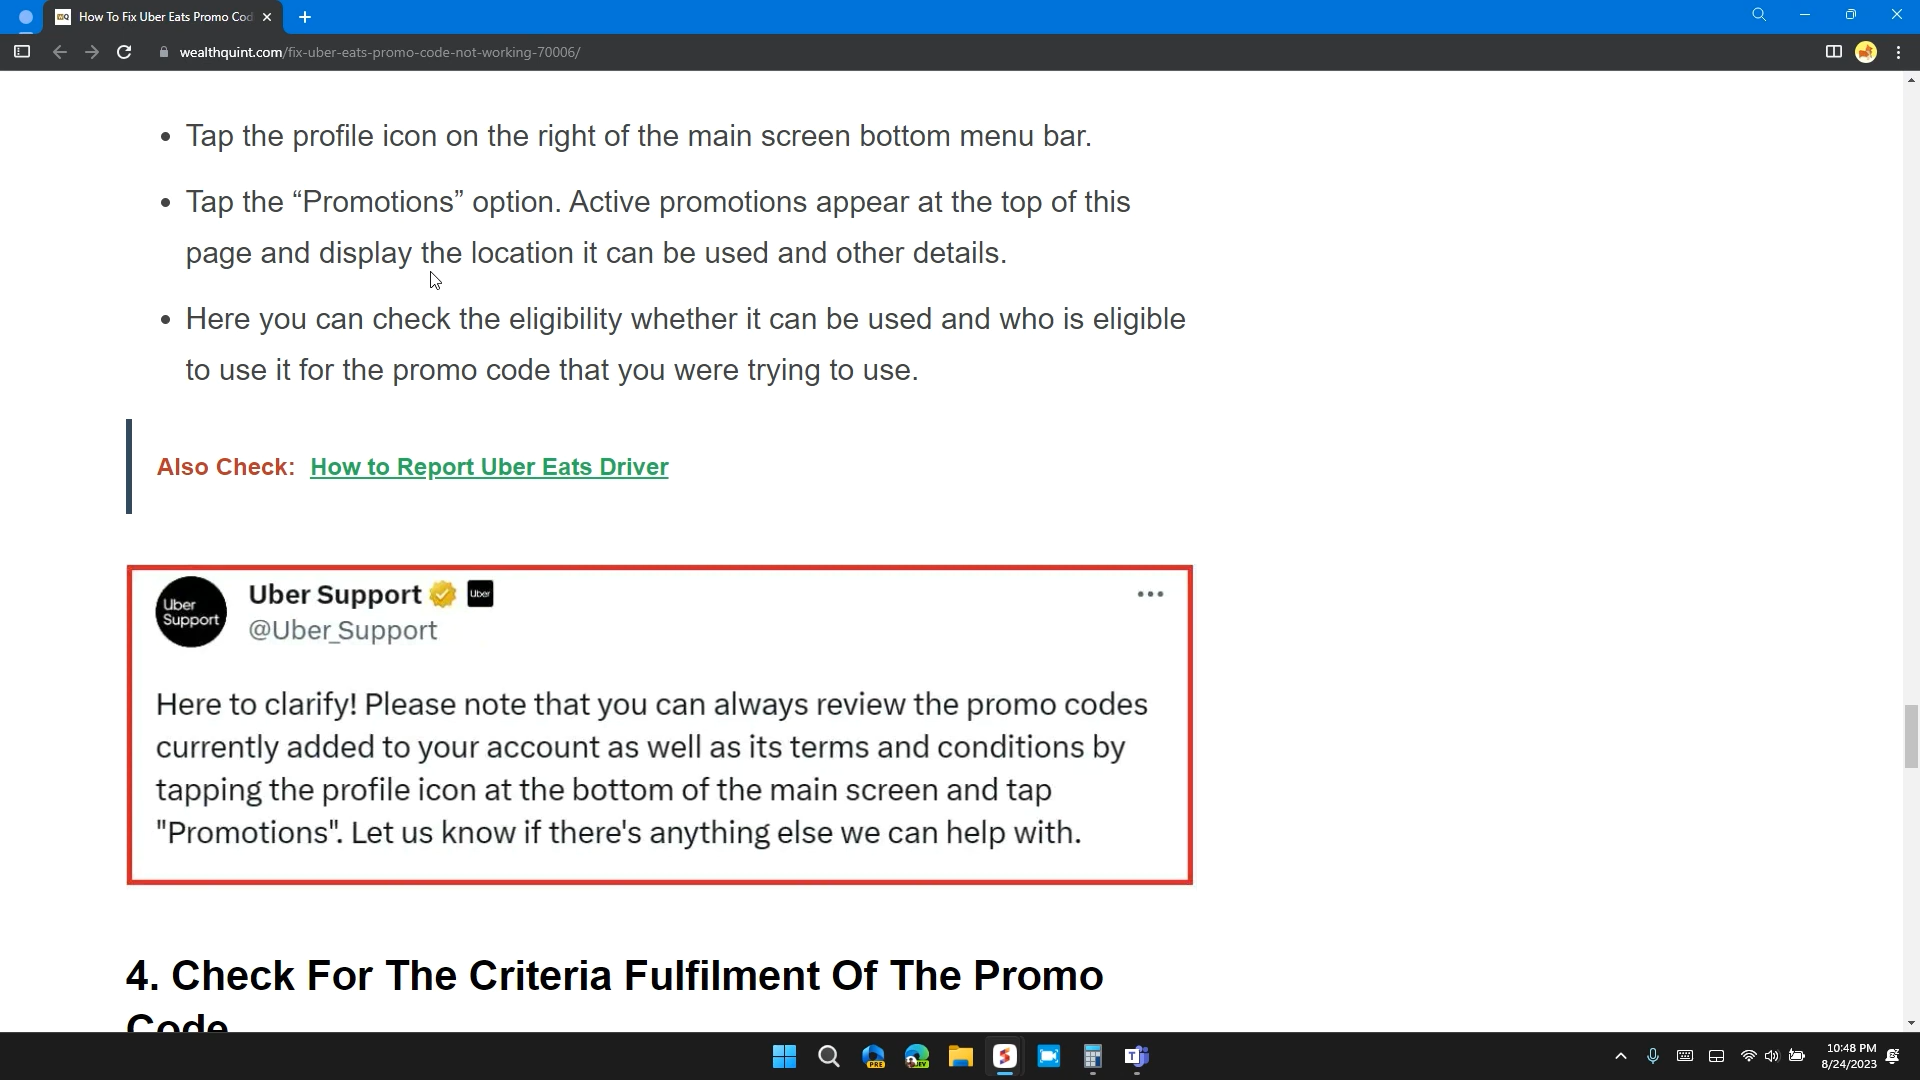 How To Fix Uber Eats Promo Cod
wealthquint.com/fix-uber-eats-promo-code-not-working-70006/
Tap the profile icon on the right of the main screen bottom menu bar.
Tap the “Promotions” option. Active promotions appear at the top of this
page and display the location it can be used and other details.
Here you can check the eligibility whether it can be used and who is eligible
to use it for the promo code that you were trying to use.
Also Check: How to Report Uber Eats Driver
Uber Support
Uber Support
Uber
@Uber_Support
Here to clarify! Please note that you can always review the promo codes
currently added to your account as well as its terms and conditions by
tapping the profile icon at the bottom of the main screen and tap
"Promotions". Let us know if there's anything else we can help with.
4. Check For The Criteria Fulfilment Of The Promo
Code
PRE
10:48 PM
8/24/2023